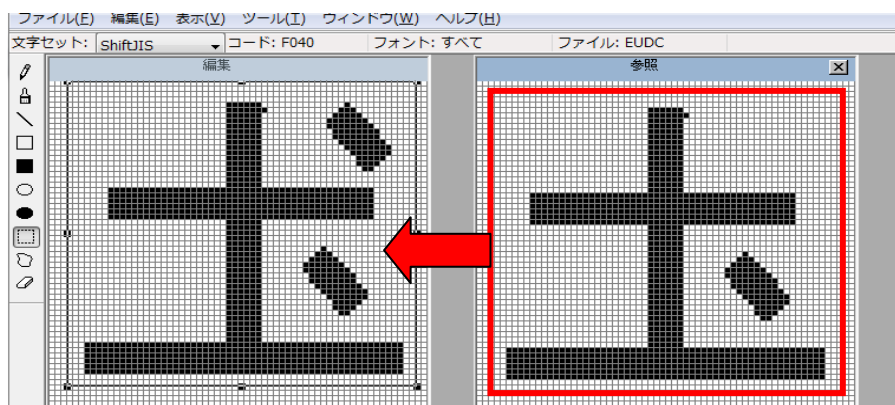 ファイル(F) 編集(E) 表示(V) ツール(T) ウィンドウ(W) ヘルプ(H)
文字セット: ShiftJIS コード: F040 フォント: すべて ファイル: EUDC
編集 参照